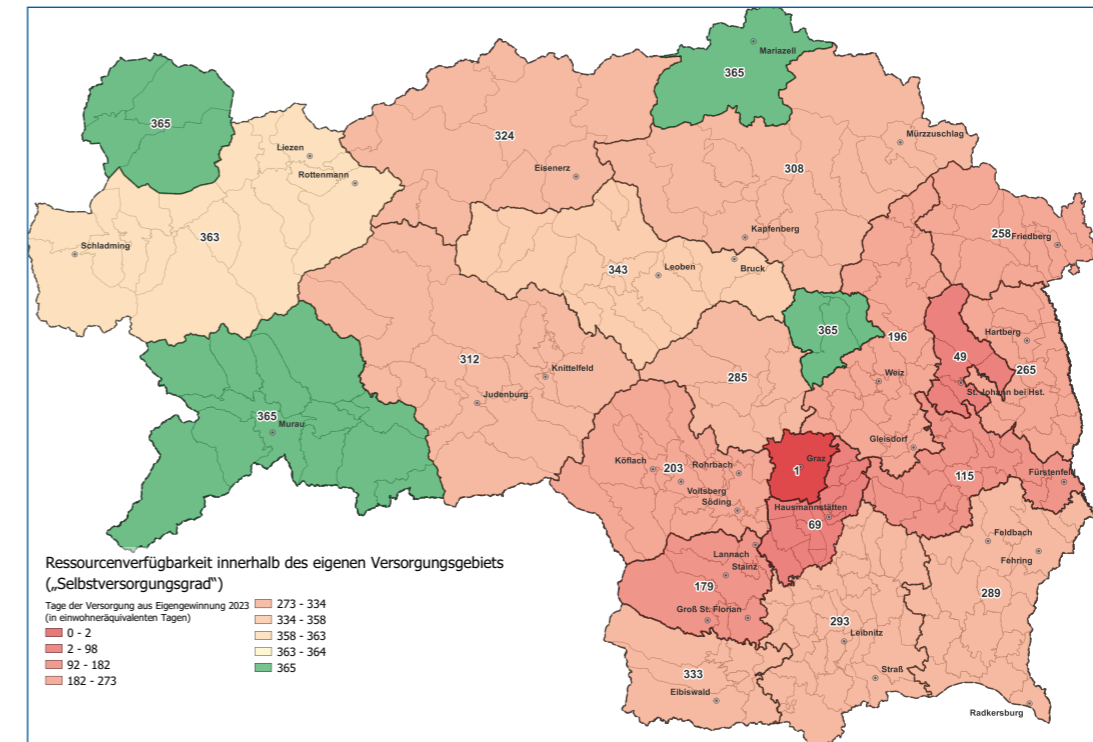 Mariazell
365
365
Mürzzuschlag
324
Liezen
Eisenerz
308
Rottenmann
258
Friedberg
363
Kapfenberg
Schladming
343
Leoben
Bruck
365
196
Hartberg
312
49
265
Knittelfeld
285
Weiz
St. Johann bei Hst.
Judenburg
365
Murau
Gleisdorf
Köflach
203
Rohrbach
1
Graz
115
Voitsberg
Fürstenfeld
Söding
Hausmannstätten
69
Feldbach
Lannach
Fehring
Stainz
179
289
Groß St. Florian
293
Leibnitz
333
Straß
Eibiswald
Radkersburg
Ressourcenverfügbarkeit innerhalb des eigenen Versorgungsgebiets
(„Selbstversorgungsgrad")
Tage der Versorgung aus Eigengewinnung 2023
(in einwohneräquivalenten Tagen)
0 - 2
2 - 98
92 - 182
182 - 273
273 - 334
334 - 358
358 - 363
363 - 364
365